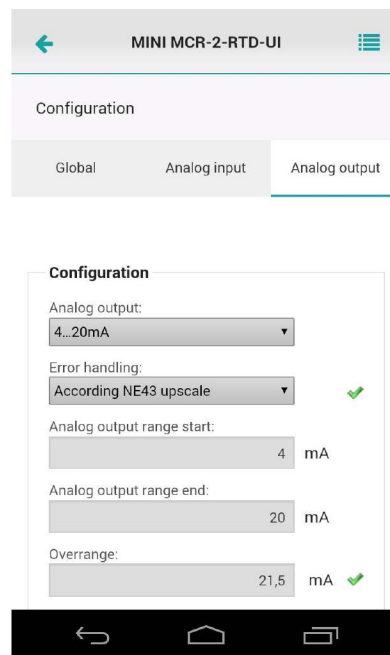 MINI MCR-2-RTD-UI
Configuration
Global Analog input Analog output
Configuration
Analog output:
4...20mA
Error handling:
According NE43 upscale
Analog output range start:
4 mA
Analog output range end:
20 mA
Overrange:
21,5 mA